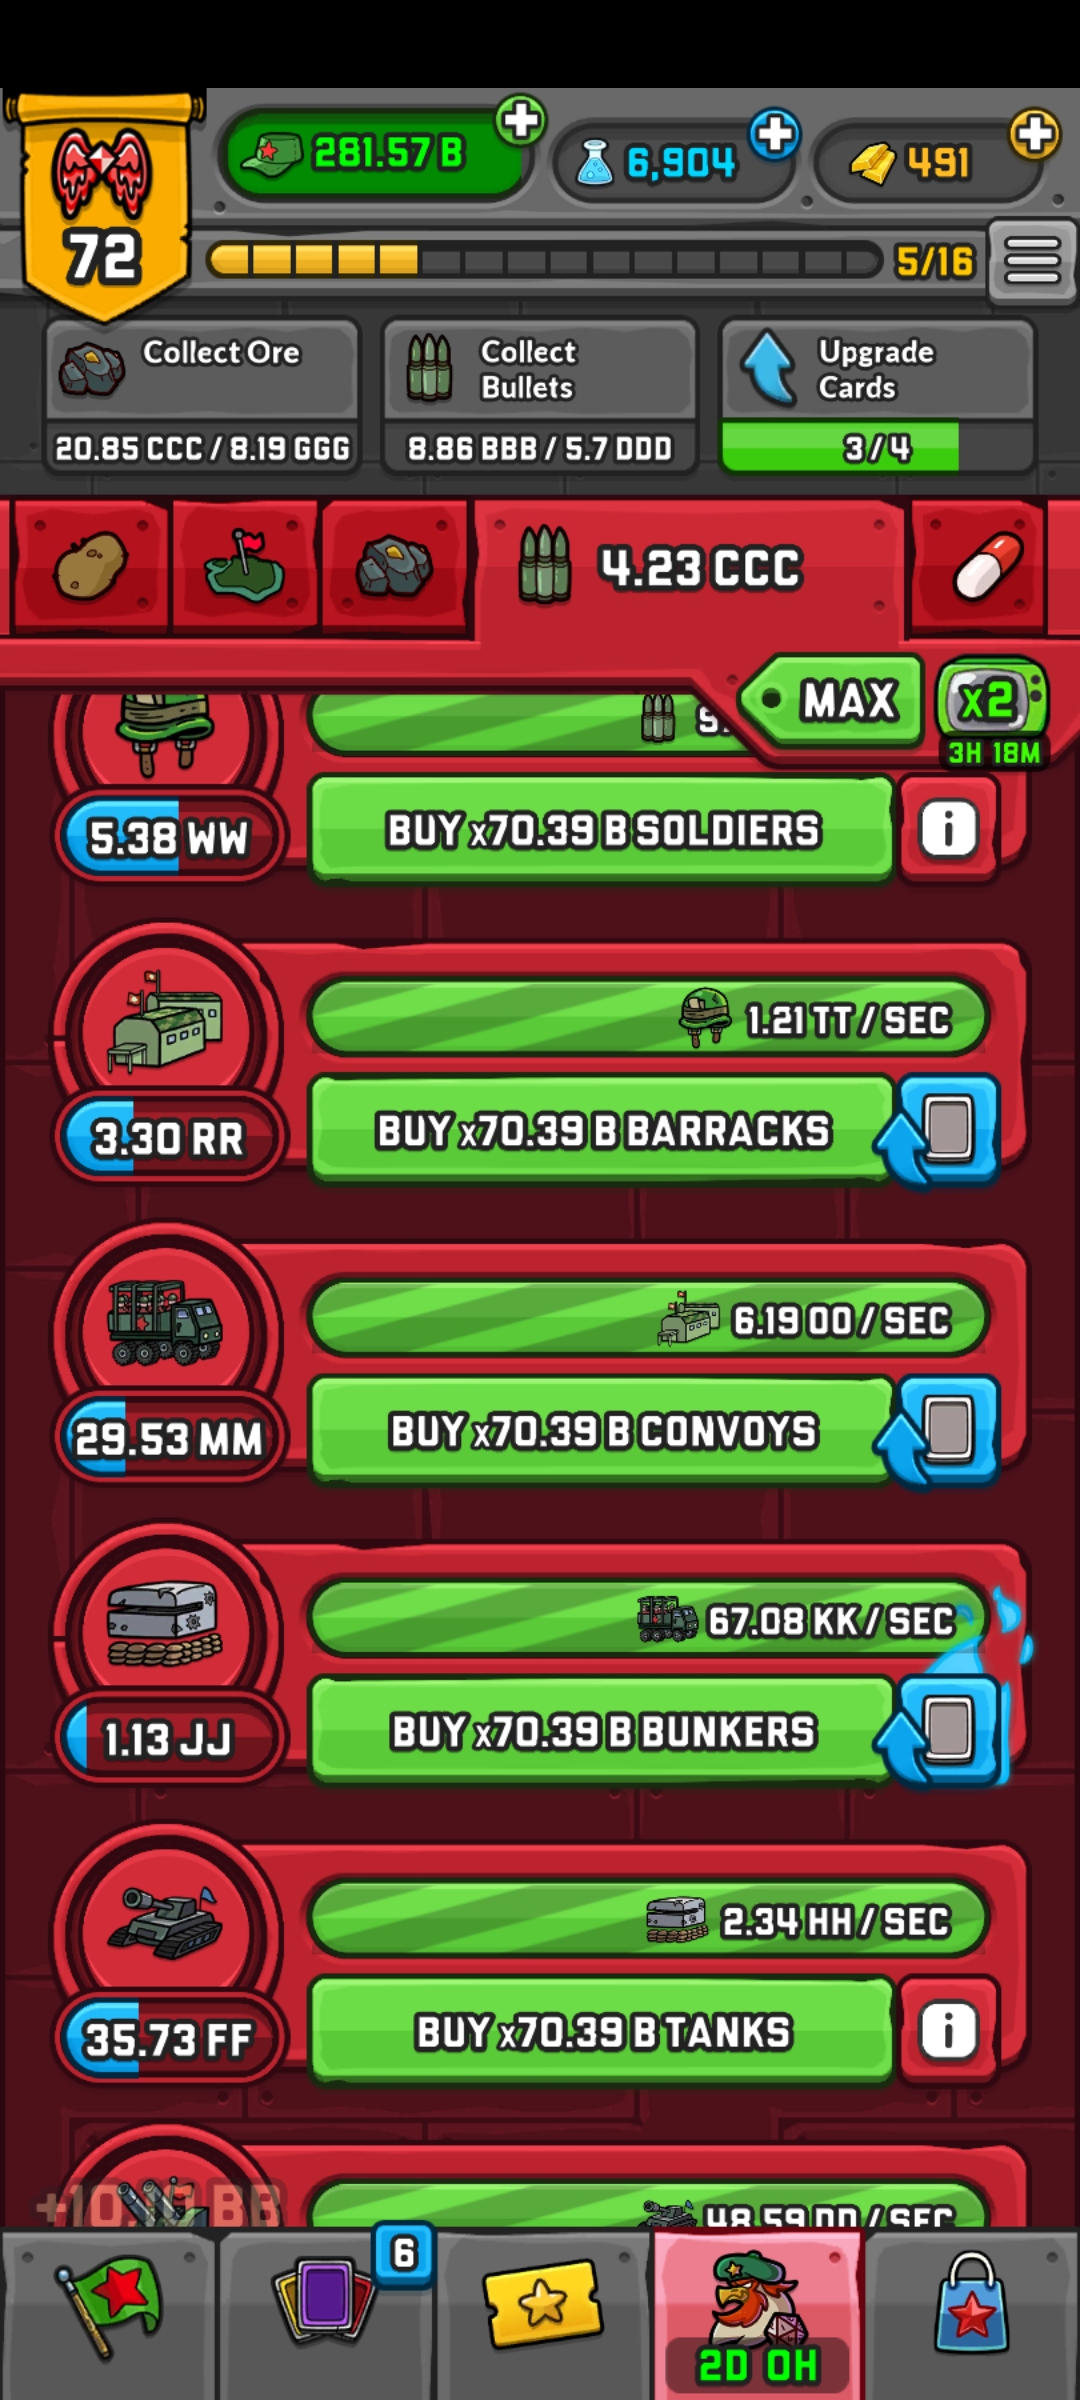 281.57 B
6,904
491
72
5/16
Collect Ore
20.85 CCC / 8.19 GGG
Collect
Bullets
8.86 BBB / 5.7 DDD
Upgrade
Cards
3/4
4.23 CCC
MAX
x2
3H 18M
5.38 WW
BUY x70.39 B SOLDIERS
i
1.21 TT / SEC
3.30 RR
BUY x70.39 B BARRACKS
6.19 OO / SEC
29.53 MM
BUY x70.39 B CONVOYS
67.08 KK / SEC
1.13 JJ
BUY x70.39 B BUNKERS
2.34 HH / SEC
35.73 FF
BUY x70.39 B TANKS
i
48.59 DD / SEC
6
2D 0H